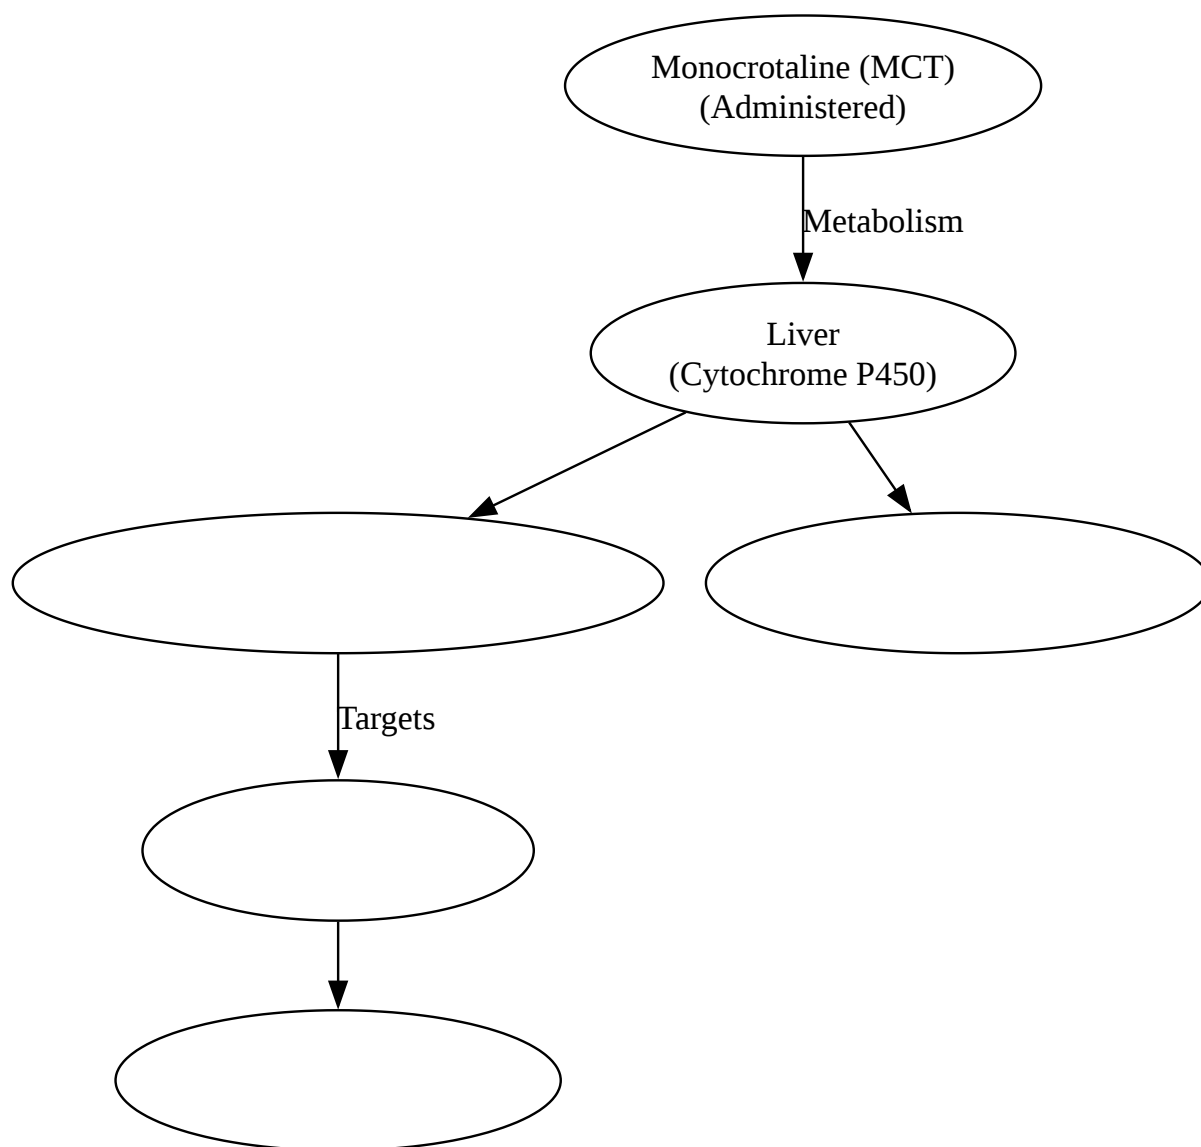 Monocrotaline (MCT)
(Administered)
Metabolism
Liver
(Cytochrome P450)
Targets